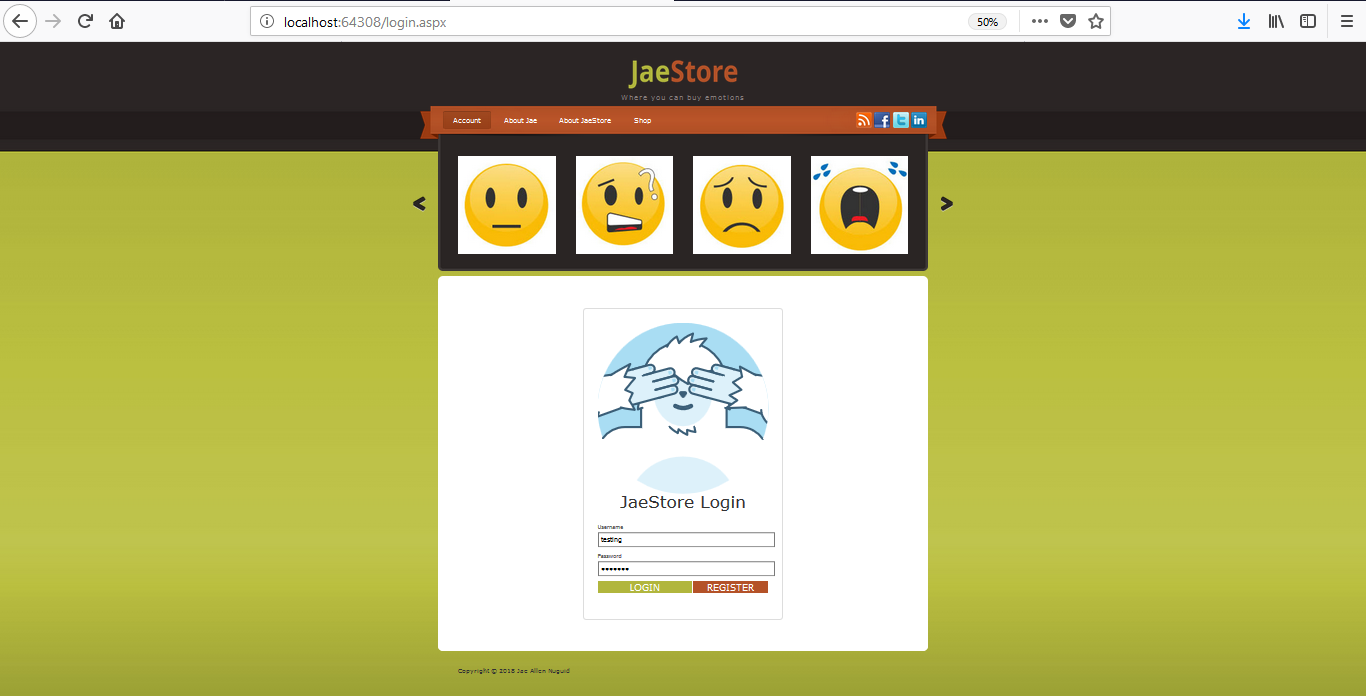 localhost:64308/login.aspx
50%
JaeStore
Where you can buy emotions
Account
About Jae
About JaeStore
Shop
JaeStore Login
Username
testing
Password
LOGIN
REGISTER
Copyright © 2018 Jae Allen Nuguid